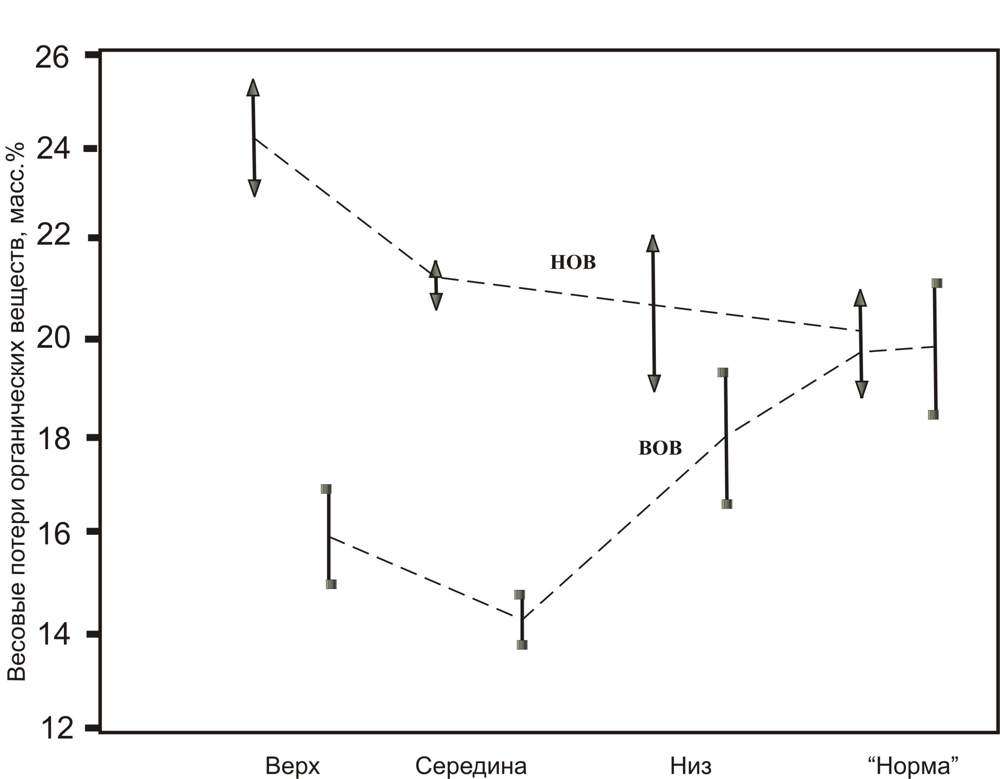 Весовые потери органических веществ, масс.%
26
24
22
20
18
16
14
12
НОВ
ВОВ
Верх Середина Низ “Норма”